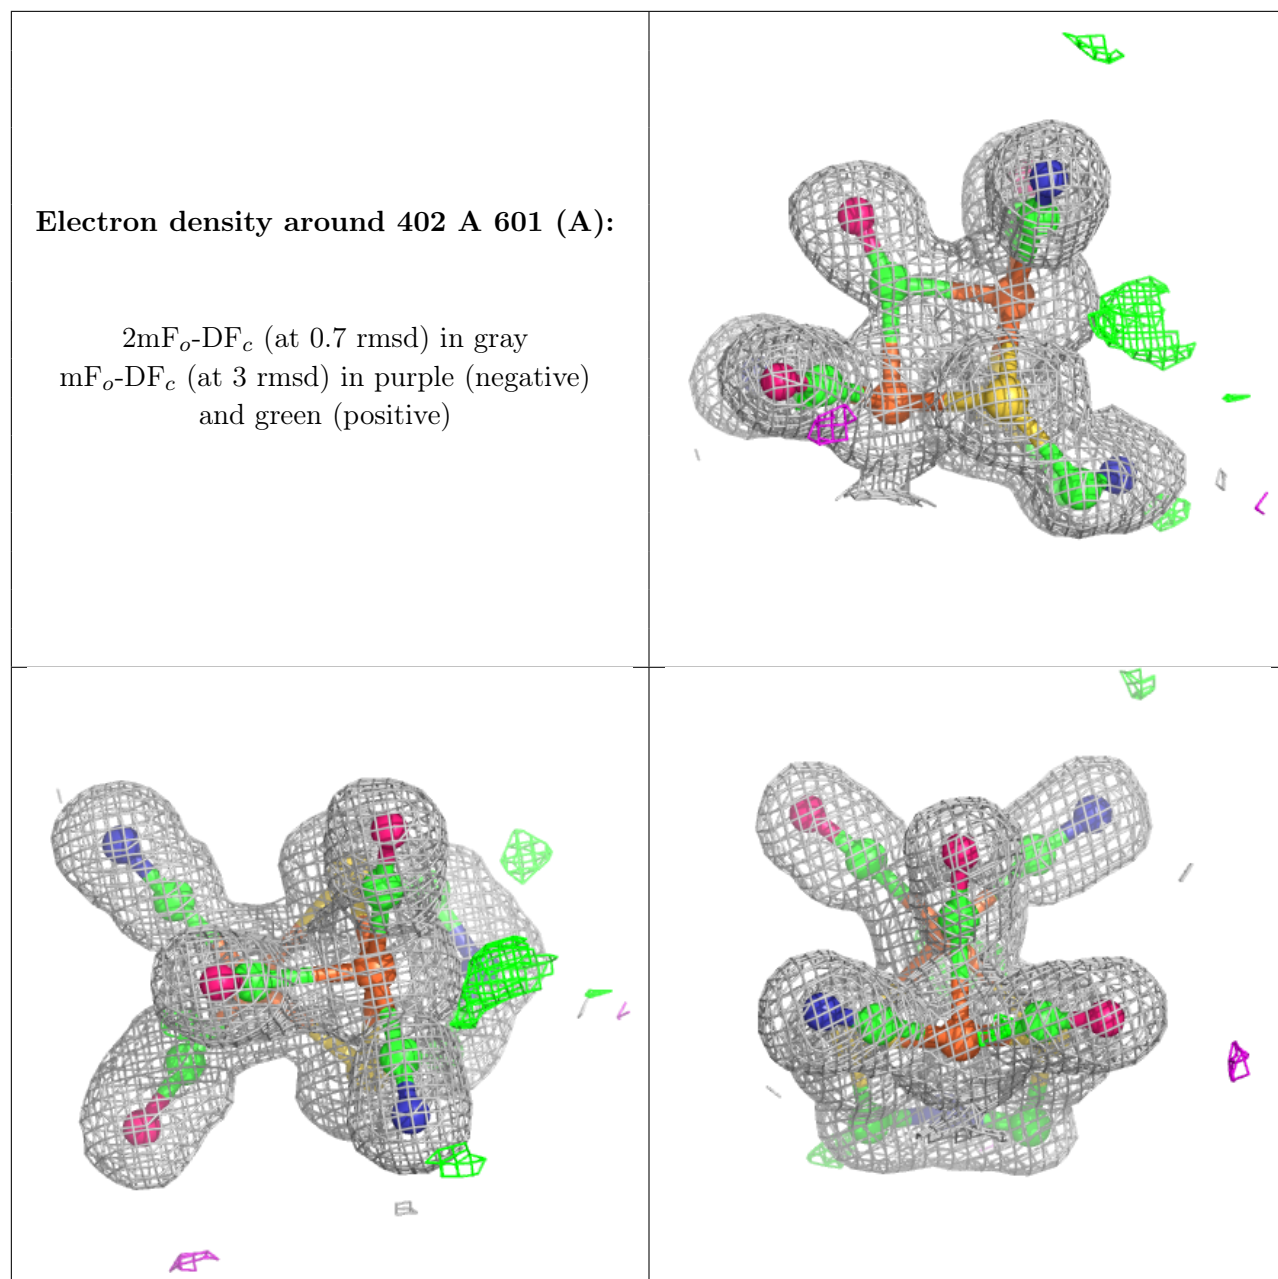 Electron density around 402 A 601 (A):
2mFₒ-DF𝒸 (at 0.7 rmsd) in gray
mFₒ-DF𝒸 (at 3 rmsd) in purple (negative)
and green (positive)